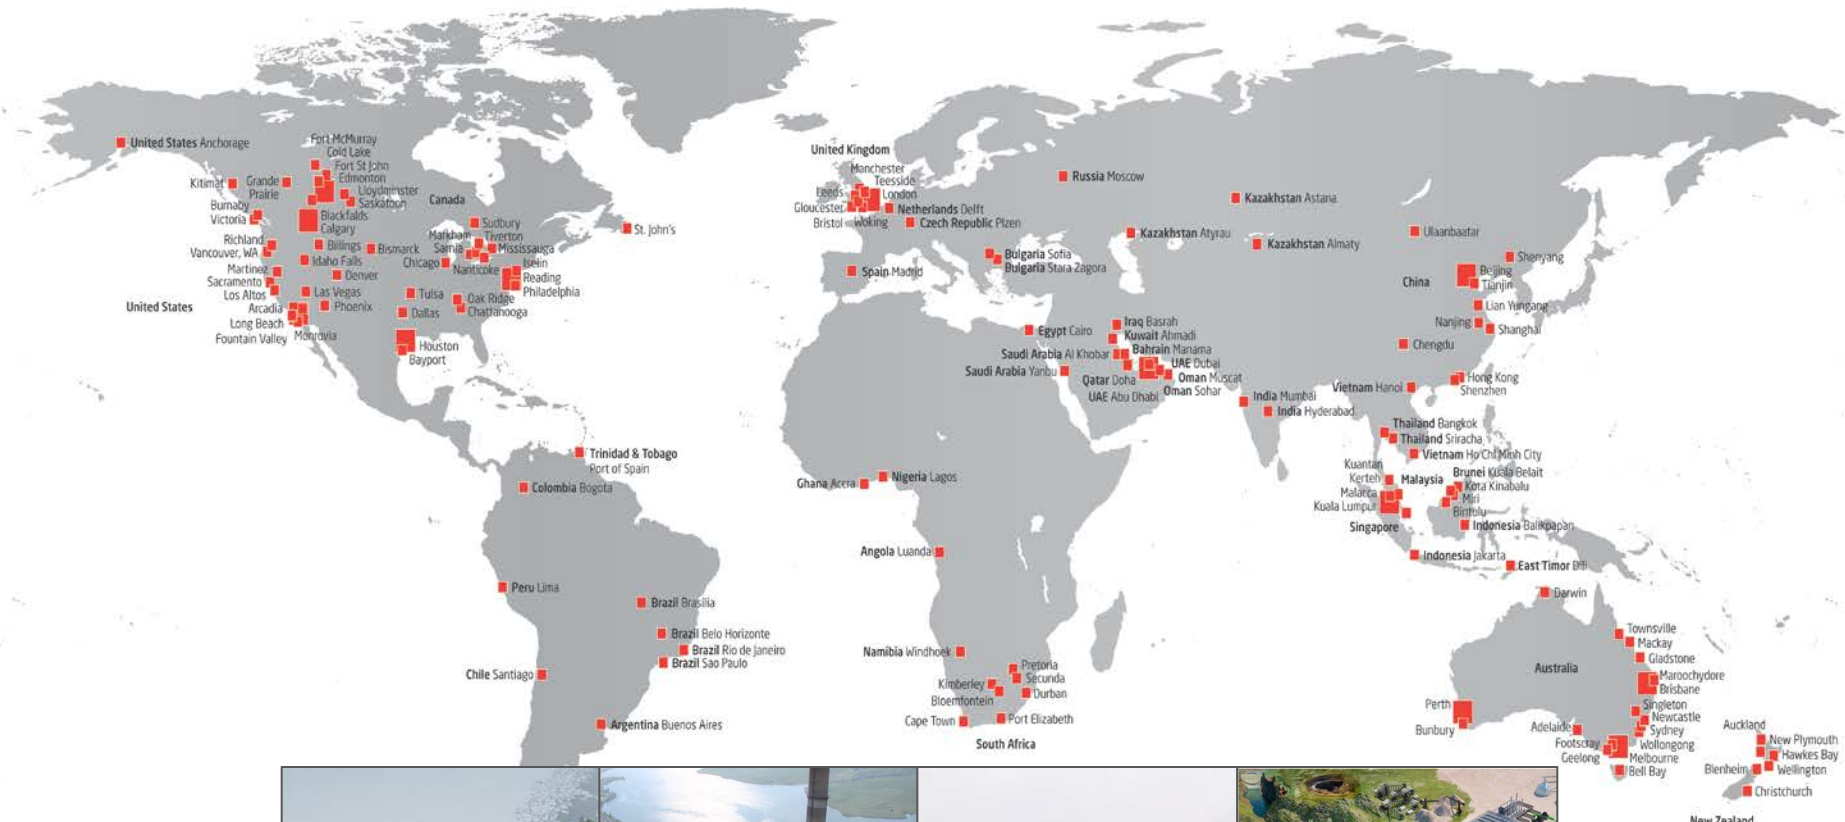 United States Anchorage
Fort McMurray
Cold Lake
Fort St John
Edmonton
Kitimat
Grande
Prairie
Lloydminster
Saskatoon
Canada
Burnaby
Victoria
Blackfalds
Calgary
St. John's
Sudbury
Markham
Tiverton
Sarnia
Mississauga
Richland
Vancouver, WA
Billings
Bismarck
Chicago
Nanticoke
Iselin
Idaho Falls
Reading
Martinez
Denver
Sacramento
Philadelphia
Los Altos
Las Vegas
Tulsa
Oak Ridge
United States
Arcadia
Phoenix
Dallas
Chattanooga
Long Beach
Fountain Valley
Monrovia
Houston
Bayport
Trinidad & Tobago
Port of Spain
Colombia Bogota
Peru Lima
Brazil Brasilia
Brazil Belo Horizonte
Brazil Rio de Janeiro
Brazil Sao Paulo
Chile Santiago
Argentina Buenos Aires
United Kingdom
Manchester
Teesside
Leeds
London
Gloucester
Netherlands Delft
Bristol
Woking
Czech Republic Plzen
Bulgaria Sofia
Bulgaria Stara Zagora
Spain Madrid
Russia Moscow
Kazakhstan Astana
Kazakhstan Atyrau
Kazakhstan Almaty
Egypt Cairo
Iraq Basrah
Kuwait Ahmadi
Saudi Arabia Al Khobar
Bahrain Manama
Saudi Arabia Yanbu
UAE Dubai
Qatar Doha
Oman Muscat
UAE Abu Dhabi
Oman Sohar
Ghana Accra
Nigeria Lagos
Angola Luanda
Namibia Windhoek
Pretoria
Secunda
Kimberley
Durban
Bloemfontein
Cape Town
Port Elizabeth
South Africa
Ulaanbaatar
Shenyang
China
Beijing
Tianjin
Lian Yungang
Nanjing
Shanghai
Chengdu
Hong Kong
Shenzhen
Vietnam Hanoi
India Mumbai
India Hyderabad
Thailand Bangkok
Thailand Sriracha
Vietnam Ho Chi Minh City
Kuantan
Brunei Kuala Belait
Kerteh
Malaysia
Kota Kinabalu
Malacca
Miri
Kuala Lumpur
Bintulu
Singapore
Indonesia Balikpapan
Indonesia Jakarta
East Timor Dili
Darwin
Townsville
Mackay
Gladstone
Australia
Maroochydore
Brisbane
Perth
Singleton
Newcastle
Bunbury
Adelaide
Sydney
Footscray
Wollongong
Geelong
Melbourne
Bell Bay
Auckland
New Plymouth
Hawkes Bay
Blenheim
Wellington
Christchurch
New Zealand